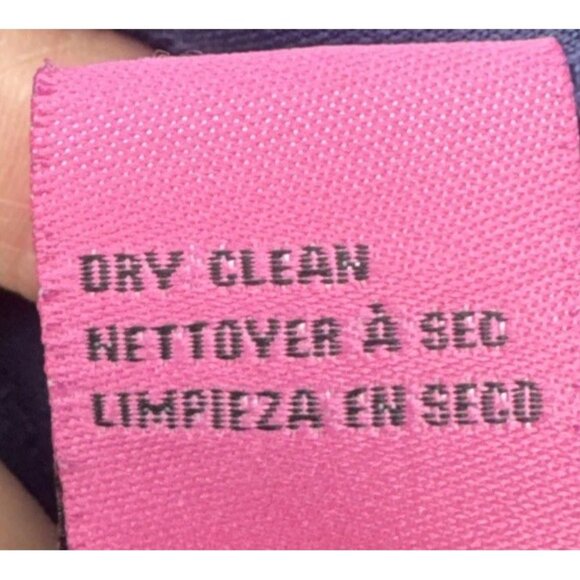 DRY CLEAN
NETTOYER À SEC
LIMPIEZA EN SECO